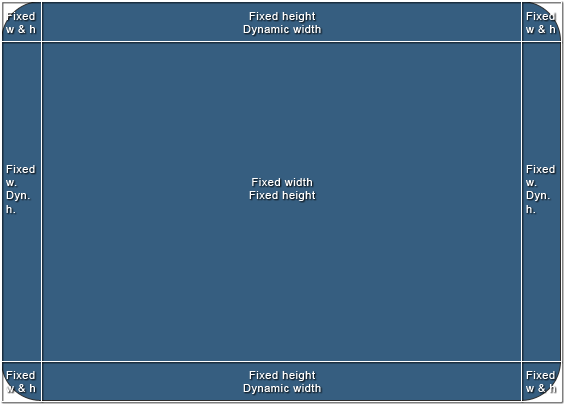 Fixed
w & h
Fixed height
Dynamic width
Fixed
w & h
Fixed
w.
Dyn.
h.
Fixed width
Fixed height
Fixed
w.
Dyn.
h.
Fixed
w & h
Fixed height
Dynamic width
Fixed
w & h